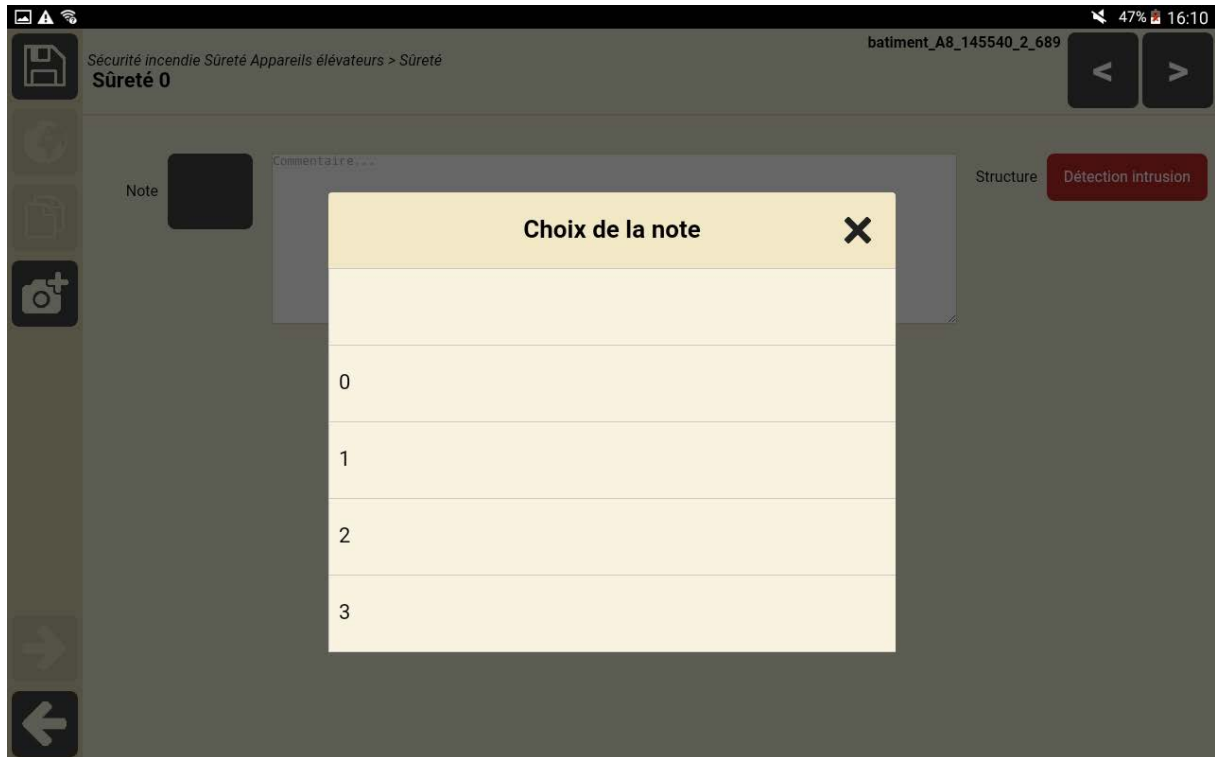 47% 16:10
batiment_A8_145540_2_689
Sécurité incendie Sûreté Appareils élévateurs > Sûreté
Sûreté 0
< >
Note
Commentaire...
Structure
Détection intrusion
Choix de la note
0
1
2
3